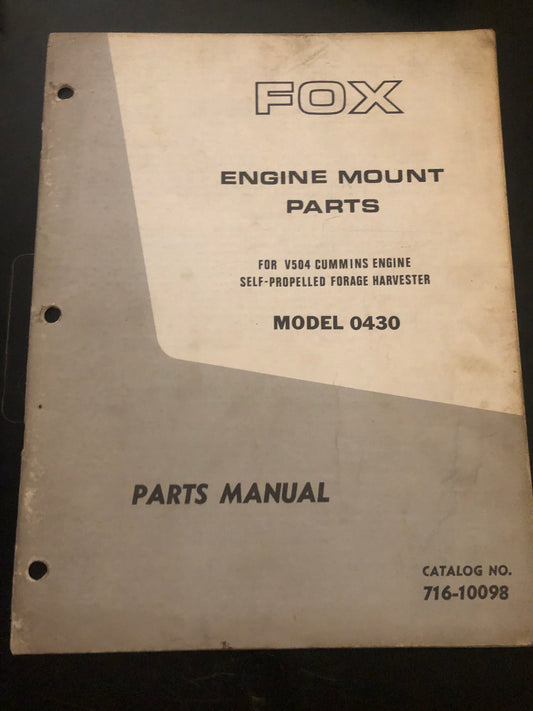 FOX
ENGINE MOUNT
PARTS
FOR V504 CUMMINS ENGINE
SELF-PROPELLED FORAGE HARVESTER
MODEL 0430
PARTS MANUAL
CATALOG NO.
716-10098